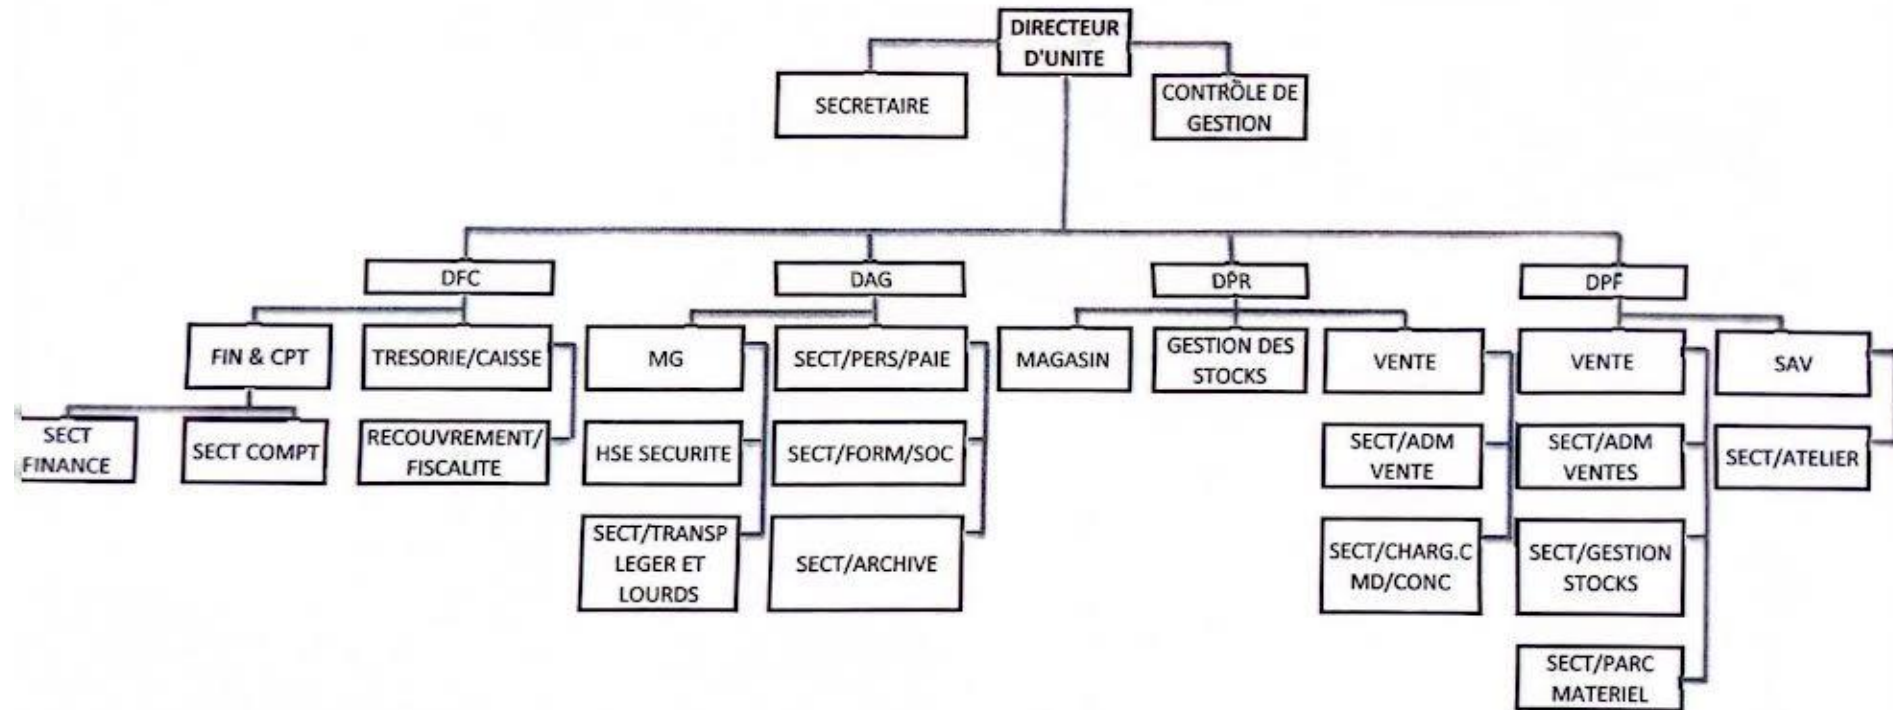 DIRECTEUR
D'UNITE
SECRETAIRE
CONTRÔLE DE
GESTION
DFC
DAG
DPR
DPF
FIN & CPT
TRESORIE/CAISSE
MG
SECT/PERS/PAIE
MAGASIN
GESTION DES
STOCKS
VENTE
VENTE
SAV
SECT
FINANCE
SECT COMPT
RECOUVREMENT/
FISCALITE
HSE SECURITE
SECT/FORM/SOC
SECT/ADM
VENTE
SECT/ADM
VENTES
SECT/ATELIER
SECT/TRANSP
LEGER ET
LOURDS
SECT/ARCHIVE
SECT/CHARG.C
MD/CONC
SECT/GESTION
STOCKS
SECT/PARC
MATERIEL